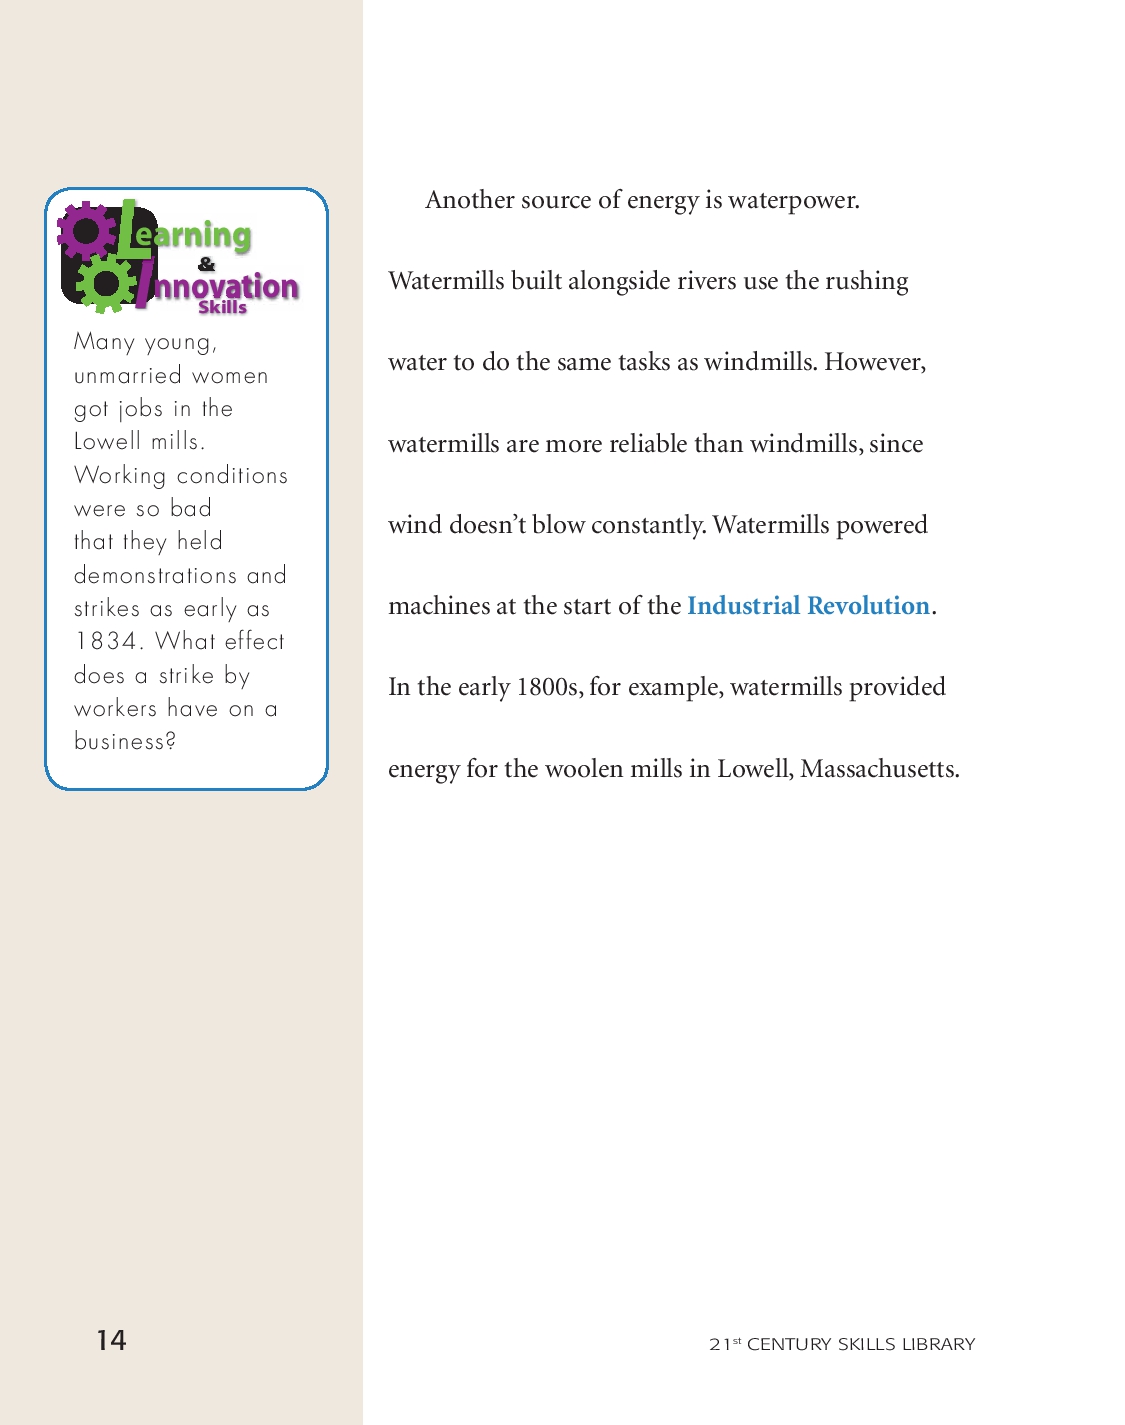 Learning
&
Innovation
Skills
Many young,
unmarried women
got jobs in the
Lowell mills.
Working conditions
were so bad
that they held
demonstrations and
strikes as early as
1834. What effect
does a strike by
workers have on a
business?
Another source of energy is waterpower.
Watermills built alongside rivers use the rushing
water to do the same tasks as windmills. However,
watermills are more reliable than windmills, since
wind doesn’t blow constantly. Watermills powered
machines at the start of the Industrial Revolution.
In the early 1800s, for example, watermills provided
energy for the woolen mills in Lowell, Massachusetts.
14
21st CENTURY SKILLS LIBRARY